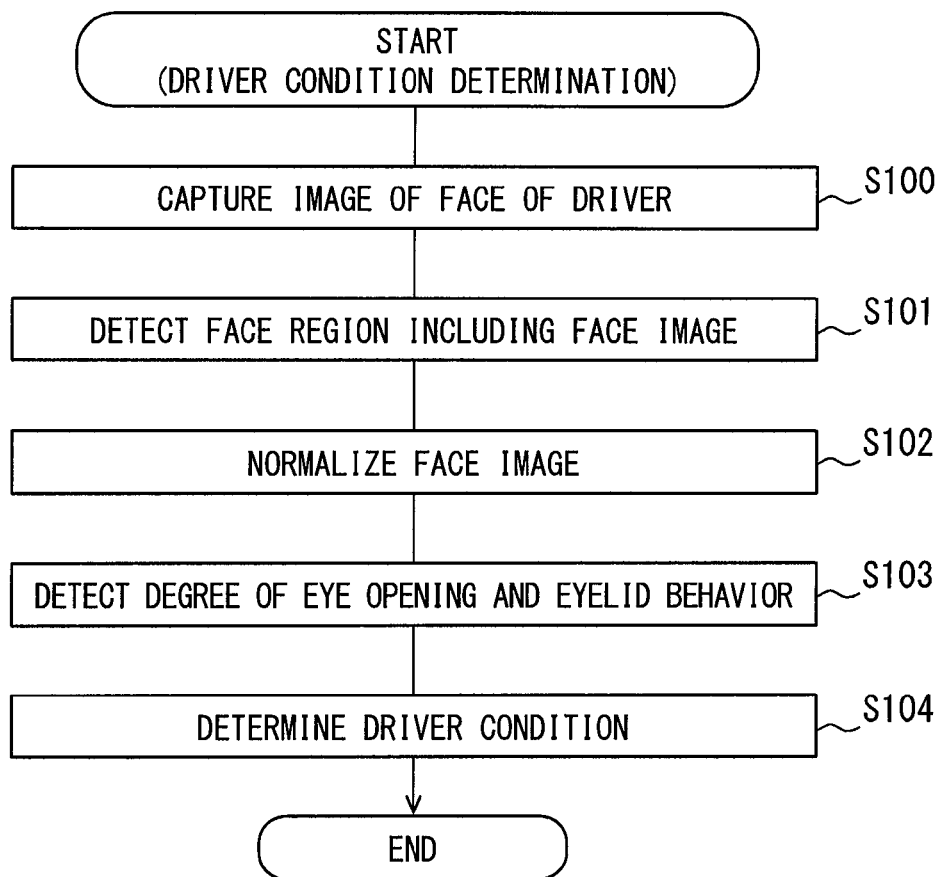 START
(DRIVER CONDITION DETERMINATION)
CAPTURE IMAGE OF FACE OF DRIVER
S100
DETECT FACE REGION INCLUDING FACE IMAGE
S101
NORMALIZE FACE IMAGE
S102
DETECT DEGREE OF EYE OPENING AND EYELID BEHAVIOR
S103
DETERMINE DRIVER CONDITION
S104
END